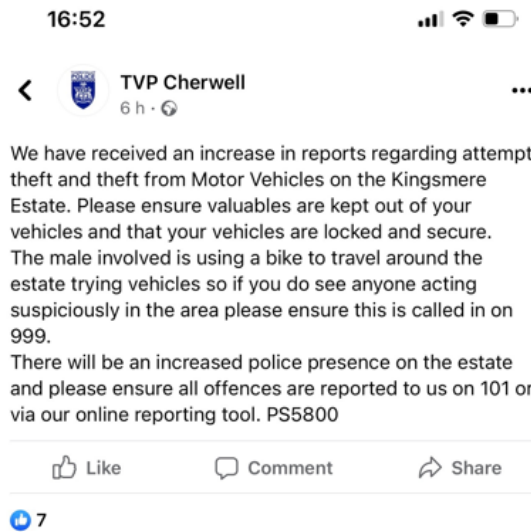 16:52
TVP Cherwell
6 h ·
We have received an increase in reports regarding attempt
theft and theft from Motor Vehicles on the Kingsmere
Estate. Please ensure valuables are kept out of your
vehicles and that your vehicles are locked and secure.
The male involved is using a bike to travel around the
estate trying vehicles so if you do see anyone acting
suspiciously in the area please ensure this is called in on
999.
There will be an increased police presence on the estate
and please ensure all offences are reported to us on 101 or
via our online reporting tool. PS5800
Like Comment Share
7